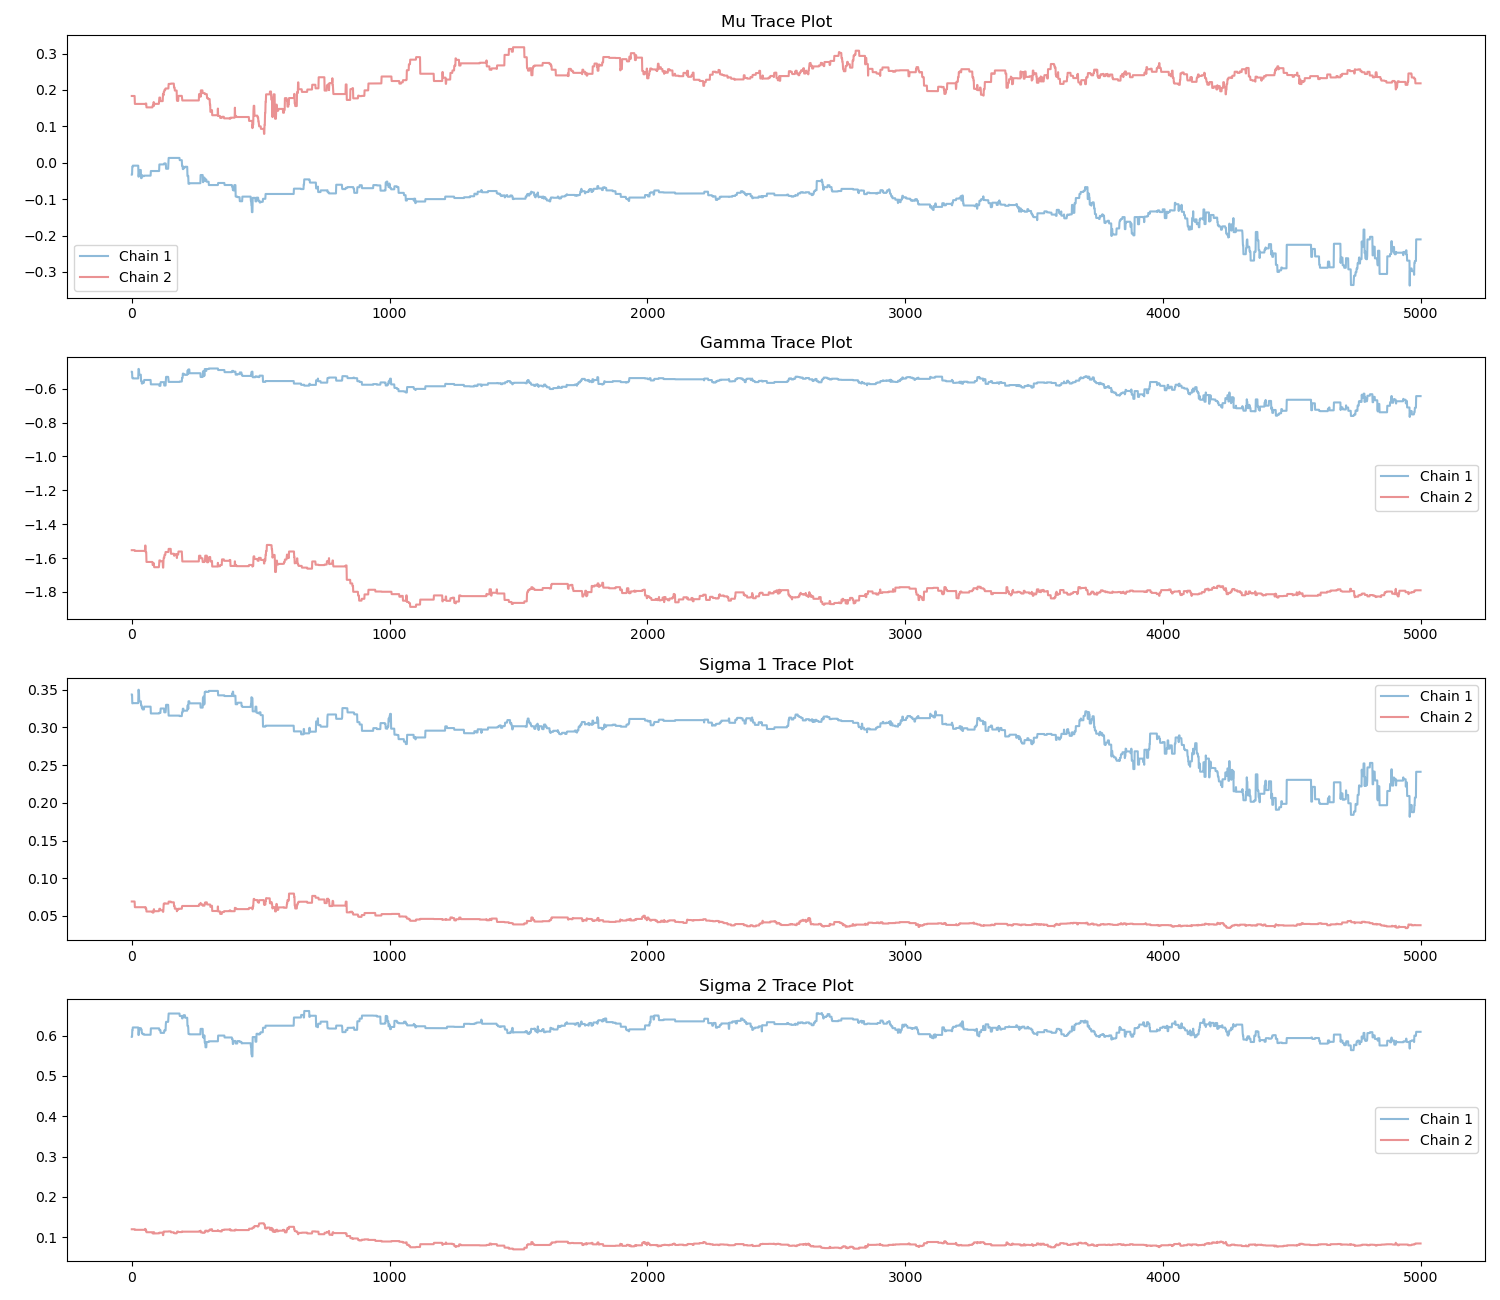 Mu Trace Plot
0.3
0.2
0.1
0.0
−0.1
−0.2
−0.3
Chain 1
Chain 2
0 1000 2000 3000 4000 5000
Gamma Trace Plot
−0.6
−0.8
−1.0
−1.2
−1.4
−1.6
−1.8
Chain 1
Chain 2
0 1000 2000 3000 4000 5000
Sigma 1 Trace Plot
0.35
0.30
0.25
0.20
0.15
0.10
0.05
Chain 1
Chain 2
0 1000 2000 3000 4000 5000
Sigma 2 Trace Plot
0.6
0.5
0.4
0.3
0.2
0.1
Chain 1
Chain 2
0 1000 2000 3000 4000 5000